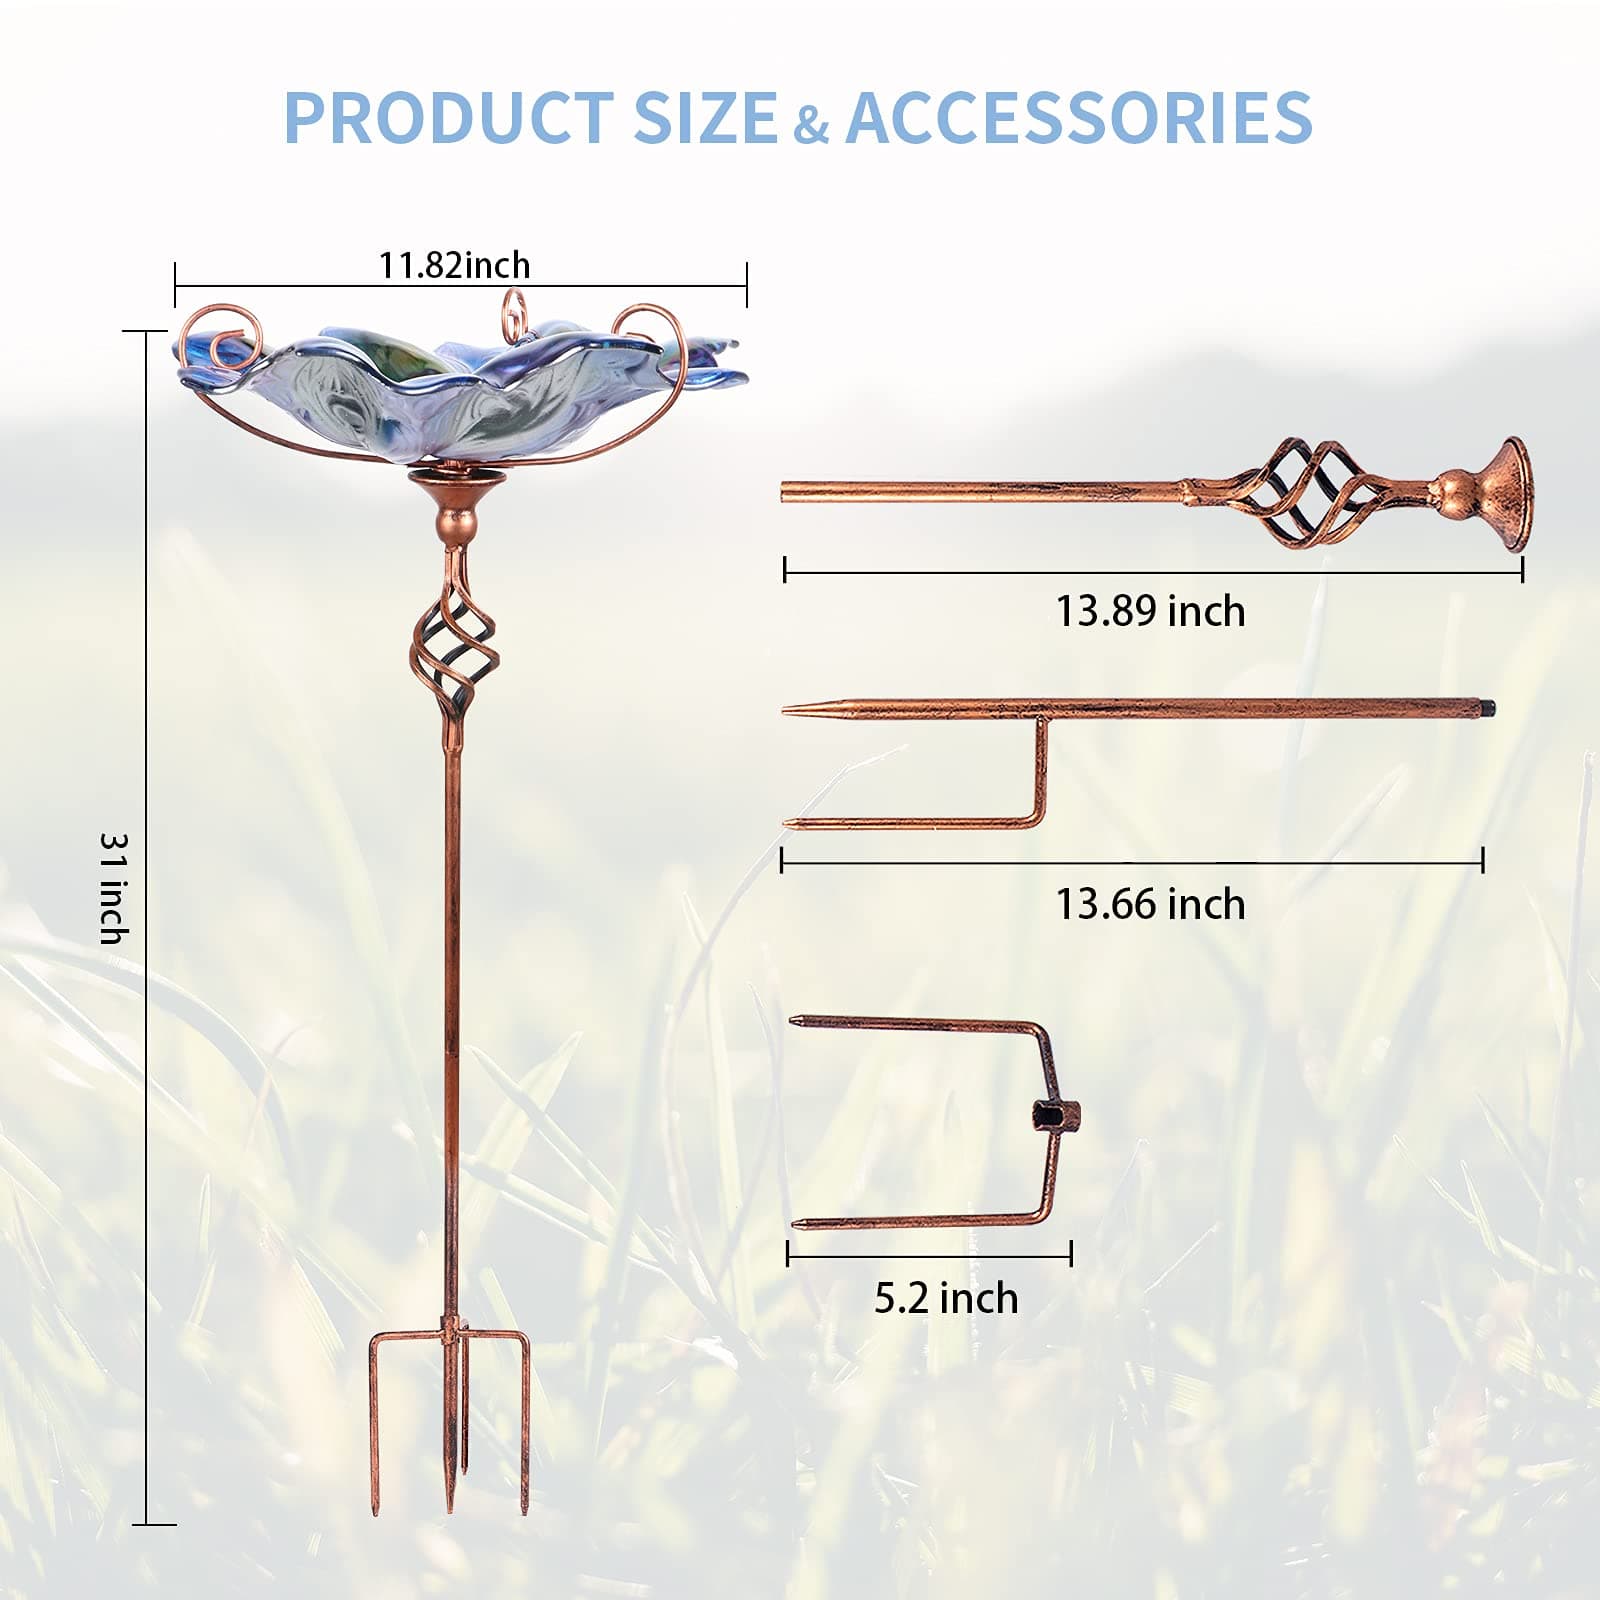 PRODUCT SIZE & ACCESSORIES
11.82inch
31 inch
13.89 inch
13.66 inch
5.2 inch